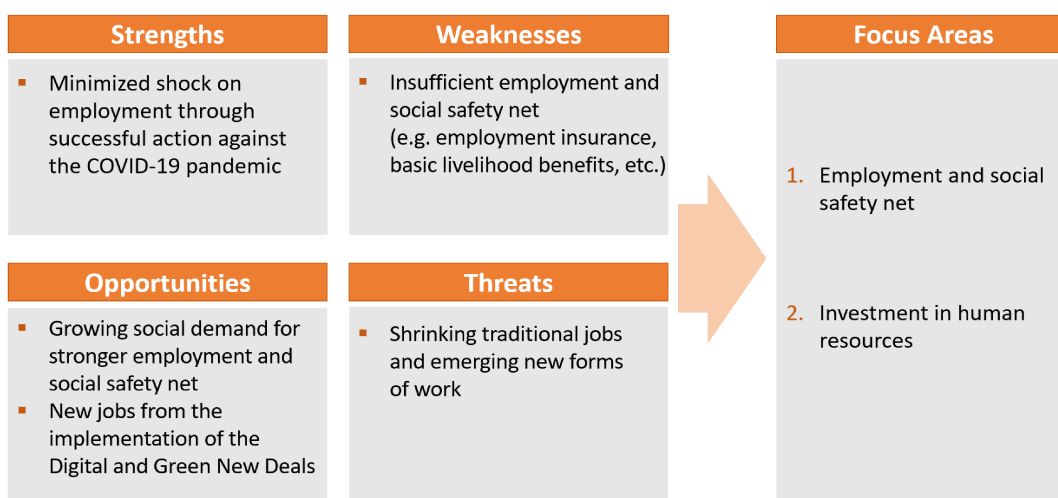 Strengths
▪ Minimized shock on
employment through
successful action against
the COVID-19 pandemic
Weaknesses
▪ Insufficient employment and
social safety net
(e.g. employment insurance,
basic livelihood benefits, etc.)
Opportunities
▪ Growing social demand for
stronger employment and
social safety net
▪ New jobs from the
implementation of the
Digital and Green New Deals
Threats
▪ Shrinking traditional jobs
and emerging new forms
of work
Focus Areas
1. Employment and social
safety net
2. Investment in human
resources